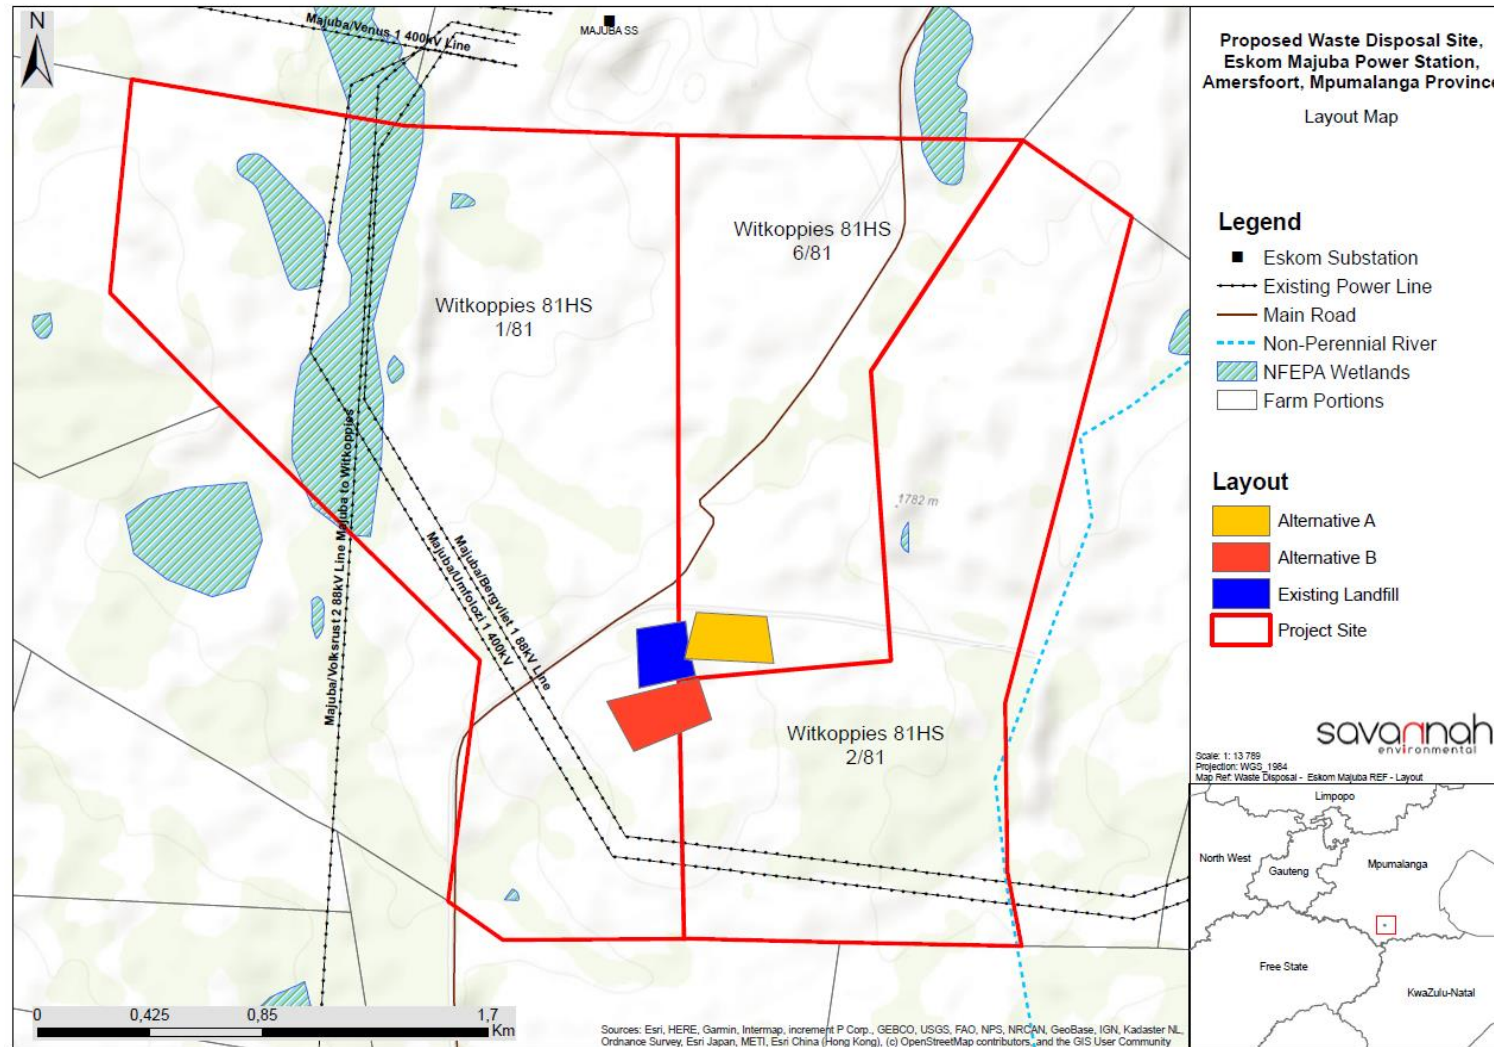 N
Majuba/Venus 1 400kV Line
MAJUBA SS
Witkoppies 81HS
6/81
Witkoppies 81HS
1/81
1782 m
Majuba/Volksrust 2 88kV Line Majuba to Witkoppies
Majuba/Umfolozi 1 400kV
Majuba/Bergvliet 1 88kV Line
Witkoppies 81HS
2/81
0 0,425 0,85 1,7
Km
Sources: Esri, HERE, Garmin, Intermap, increment P Corp., GEBCO, USGS, FAO, NPS, NRCAN, GeoBase, IGN, Kadaster NL,
Ordnance Survey, Esri Japan, METI, Esri China (Hong Kong), (c) OpenStreetMap contributors, and the GIS User Community
Proposed Waste Disposal Site,
Eskom Majuba Power Station,
Amersfoort, Mpumalanga Province
Layout Map
Legend
Eskom Substation
Existing Power Line
Main Road
Non-Perennial River
NFEPA Wetlands
Farm Portions
Layout
Alternative A
Alternative B
Existing Landfill
Project Site
savannah
environmental
Scale: 1: 13 789
Projection: WGS_1984
Map Ref: Waste Disposal - Eskom Majuba REF - Layout
Limpopo
North West
Gauteng
Mpumalanga
Free State
KwaZulu-Natal